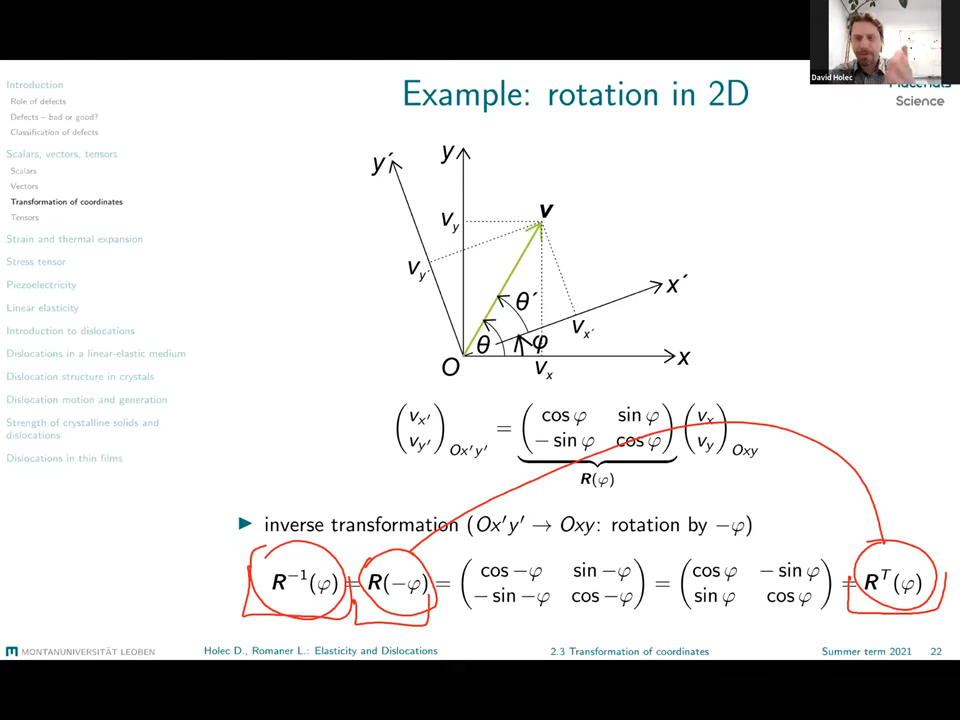 David Holec
Materials
Science
Introduction
Role of defects
Defects – bad or good?
Classification of defects
Scalars, vectors, tensors
Scalars
Vectors
Transformation of coordinates
Tensors
Strain and thermal expansion
Stress tensor
Piezoelectricity
Linear elasticity
Introduction to dislocations
Dislocations in a linear-elastic medium
Dislocation structure in crystals
Dislocation motion and generation
Strength of crystalline solids and
dislocations
Dislocations in thin films
Example: rotation in 2D
y´ y
v_y v
v_y´ θ´ x´
v_x´
θ φ
O v_x x
(v_x′ v_y′)_Ox′y′ = (cos φ sin φ −sin φ cos φ) (v_x v_y)_Oxy
R(φ)
▶ inverse transformation (Ox′y′ → Oxy: rotation by −φ)
R⁻¹(φ) = R(−φ) = (cos −φ sin −φ −sin −φ cos −φ) = (cos φ −sin φ sin φ cos φ) = Rᵀ(φ)
MONTANUNIVERSITÄT LEOBEN Holec D., Romaner L.: Elasticity and Dislocations 2.3 Transformation of coordinates Summer term 2021 22